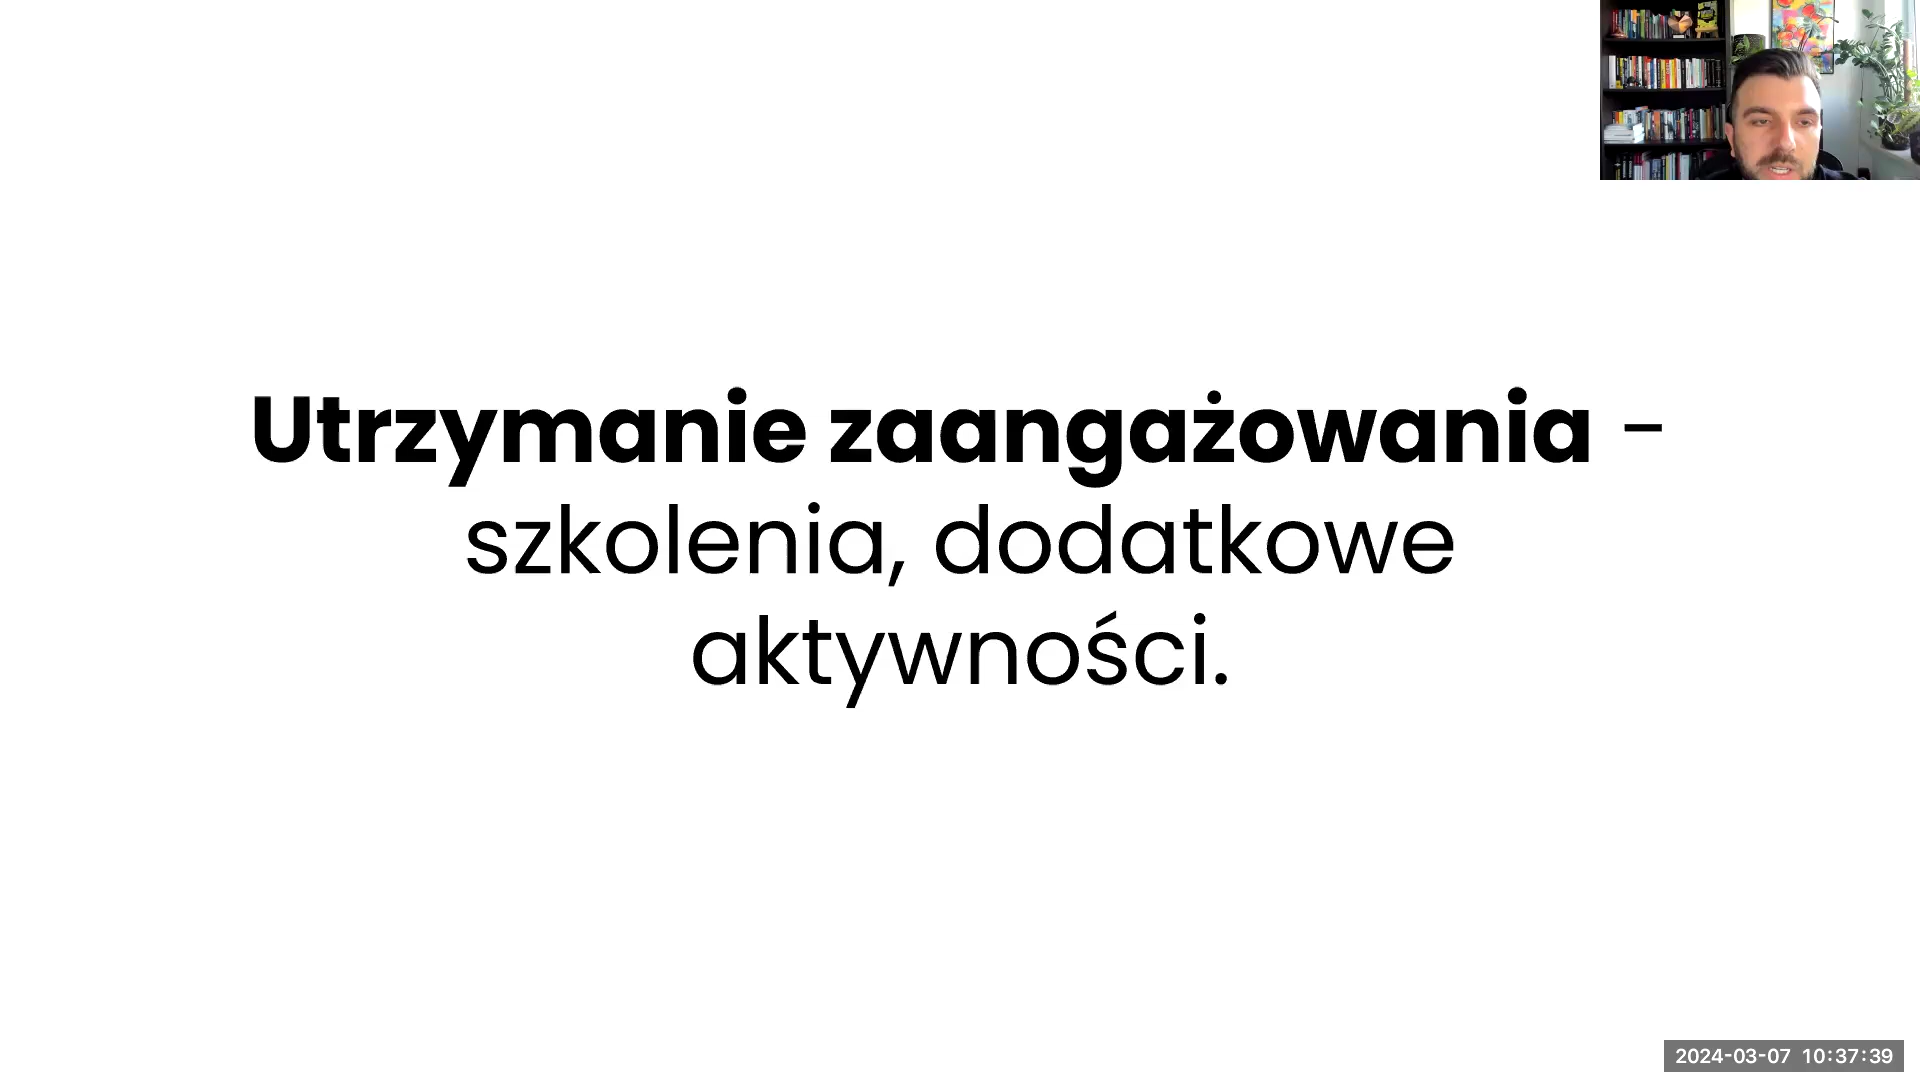 Utrzymanie zaangażowania -
szkolenia, dodatkowe
aktywności.
2024-03-07 10:37:39